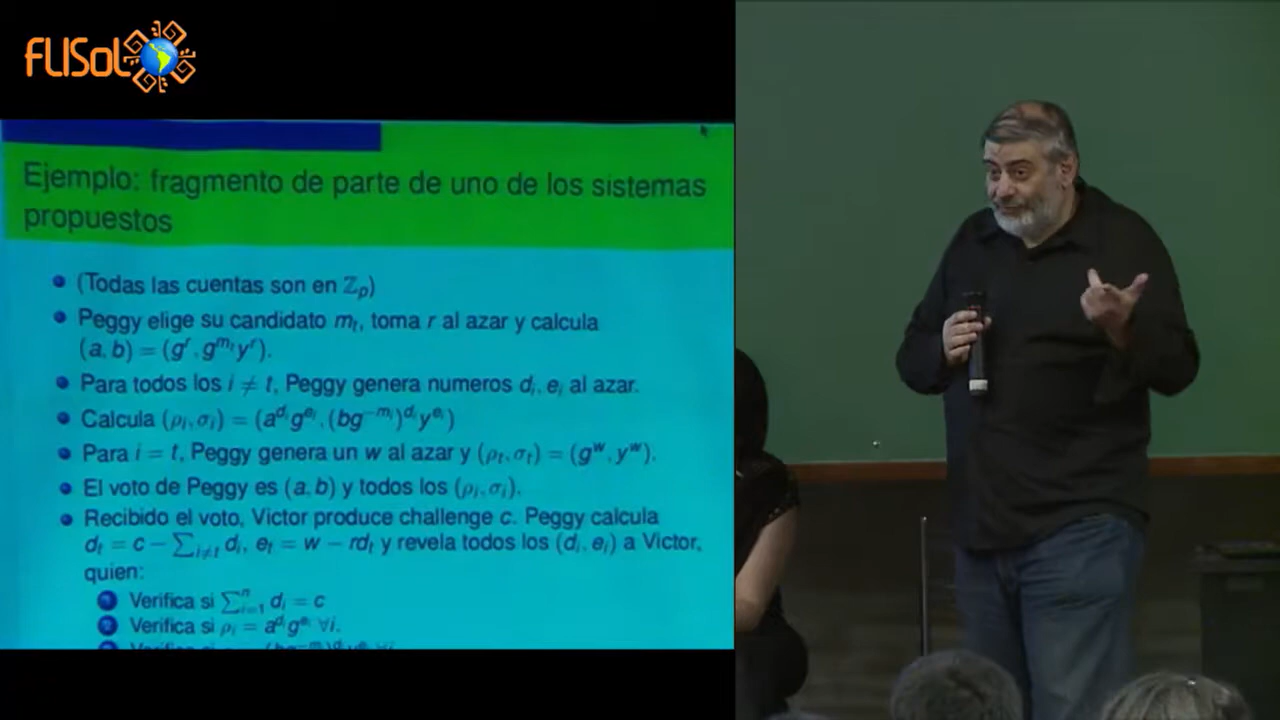 FLISoL
Ejemplo: fragmento de parte de uno de los sistemas
propuestos
(Todas las cuentas son en ℤₚ)
Peggy elige su candidato mₜ, toma r al azar y calcula
(a, b) = (g^r, g^{mₜ}y^r).
Para todos los i ≠ t, Peggy genera numeros dᵢ, eᵢ al azar.
Calcula (ρᵢ, σᵢ) = (a^{dᵢ}g^{eᵢ}, (bg^{−mᵢ})^{dᵢ}y^{eᵢ})
Para i = t, Peggy genera un w al azar y (ρₜ, σₜ) = (g^w, y^w).
El voto de Peggy es (a, b) y todos los (ρᵢ, σᵢ).
Recibido el voto, Victor produce challenge c. Peggy calcula
dₜ = c − ∑_{i≠t} dᵢ, eₜ = w − rdₜ y revela todos los (dᵢ, eᵢ) a Victor,
quien:
1 Verifica si ∑_{i=1}^{n} dᵢ = c
2 Verifica si ρᵢ = a^{dᵢ}g^{eᵢ} ∀i.